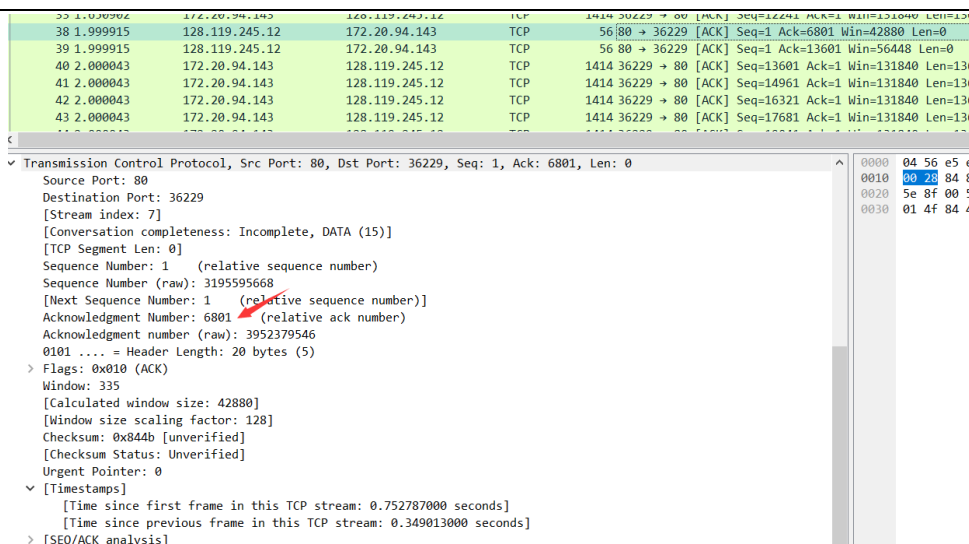 38 1.999915 128.119.245.12 172.20.94.143 TCP 56 80 → 36229 [ACK] Seq=1 Ack=6801 Win=42880 Len=0
39 1.999915 128.119.245.12 172.20.94.143 TCP 56 80 → 36229 [ACK] Seq=1 Ack=13601 Win=56448 Len=0
40 2.000043 172.20.94.143 128.119.245.12 TCP 1414 36229 → 80 [ACK] Seq=13601 Ack=1 Win=131840 Len=13
41 2.000043 172.20.94.143 128.119.245.12 TCP 1414 36229 → 80 [ACK] Seq=14961 Ack=1 Win=131840 Len=13
42 2.000043 172.20.94.143 128.119.245.12 TCP 1414 36229 → 80 [ACK] Seq=16321 Ack=1 Win=131840 Len=13
43 2.000043 172.20.94.143 128.119.245.12 TCP 1414 36229 → 80 [ACK] Seq=17681 Ack=1 Win=131840 Len=13
Transmission Control Protocol, Src Port: 80, Dst Port: 36229, Seq: 1, Ack: 6801, Len: 0
Source Port: 80
Destination Port: 36229
[Stream index: 7]
[Conversation completeness: Incomplete, DATA (15)]
[TCP Segment Len: 0]
Sequence Number: 1 (relative sequence number)
Sequence Number (raw): 3195595668
[Next Sequence Number: 1 (relative sequence number)]
Acknowledgment Number: 6801 (relative ack number)
Acknowledgment number (raw): 3952379546
0101 .... = Header Length: 20 bytes (5)
Flags: 0x010 (ACK)
Window: 335
[Calculated window size: 42880]
[Window size scaling factor: 128]
Checksum: 0x844b [unverified]
[Checksum Status: Unverified]
Urgent Pointer: 0
[Timestamps]
[Time since first frame in this TCP stream: 0.752787000 seconds]
[Time since previous frame in this TCP stream: 0.349013000 seconds]
[SEQ/ACK analysis]
0000 04 56 e5
0010 00 28 84
0020 5e 8f 00
0030 01 4f 84